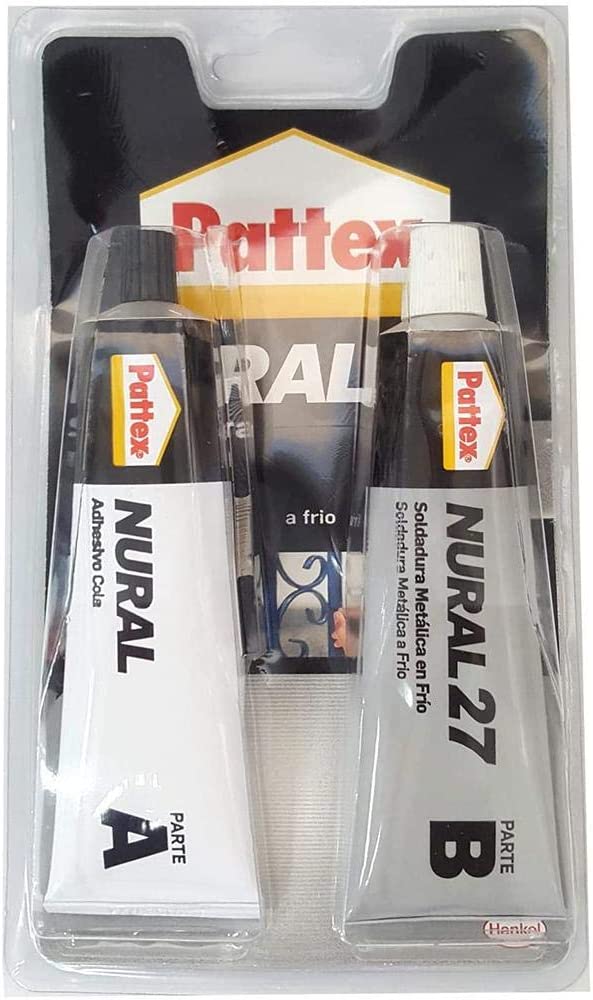 Pattex
RAL
a frio
Pattex
NURAL
Adhesivo Cola
PARTE
A
Pattex
NURAL 27
Soldadura Metálica en Frío
Soldadura Metálica a Frio
PARTE
B
Henkel